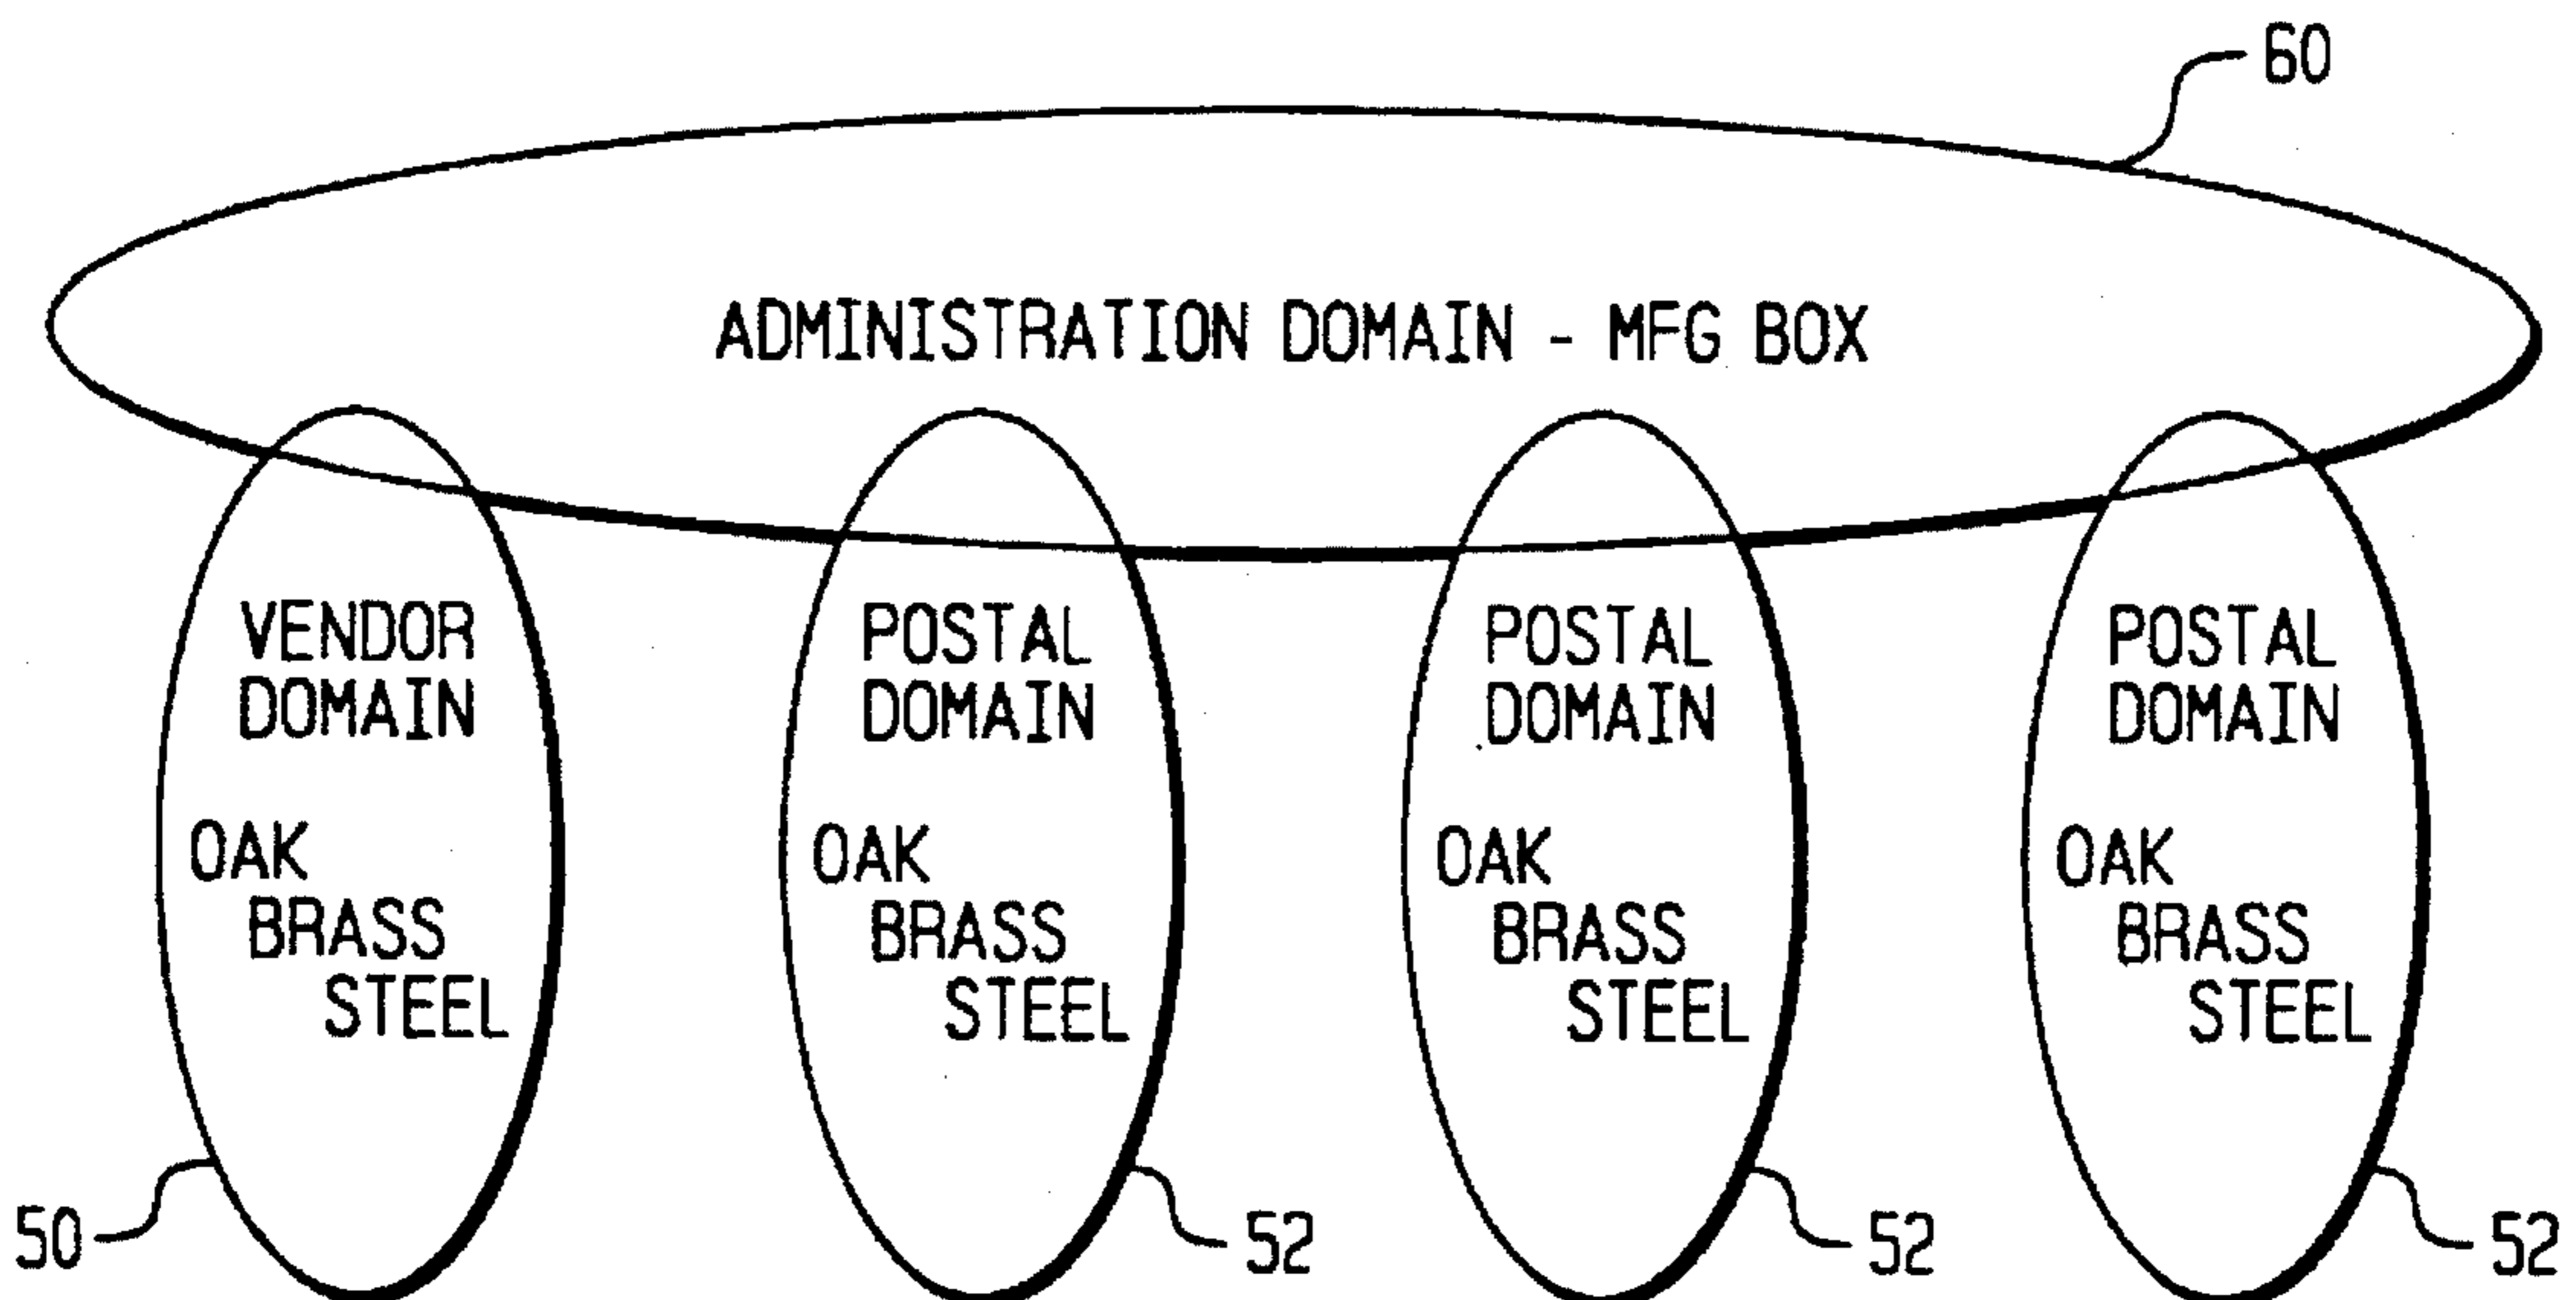 60
ADMINISTRATION DOMAIN - MFG BOX
VENDOR
DOMAIN
OAK
BRASS
STEEL
50
POSTAL
DOMAIN
OAK
BRASS
STEEL
52
POSTAL
DOMAIN
OAK
BRASS
STEEL
52
POSTAL
DOMAIN
OAK
BRASS
STEEL
52